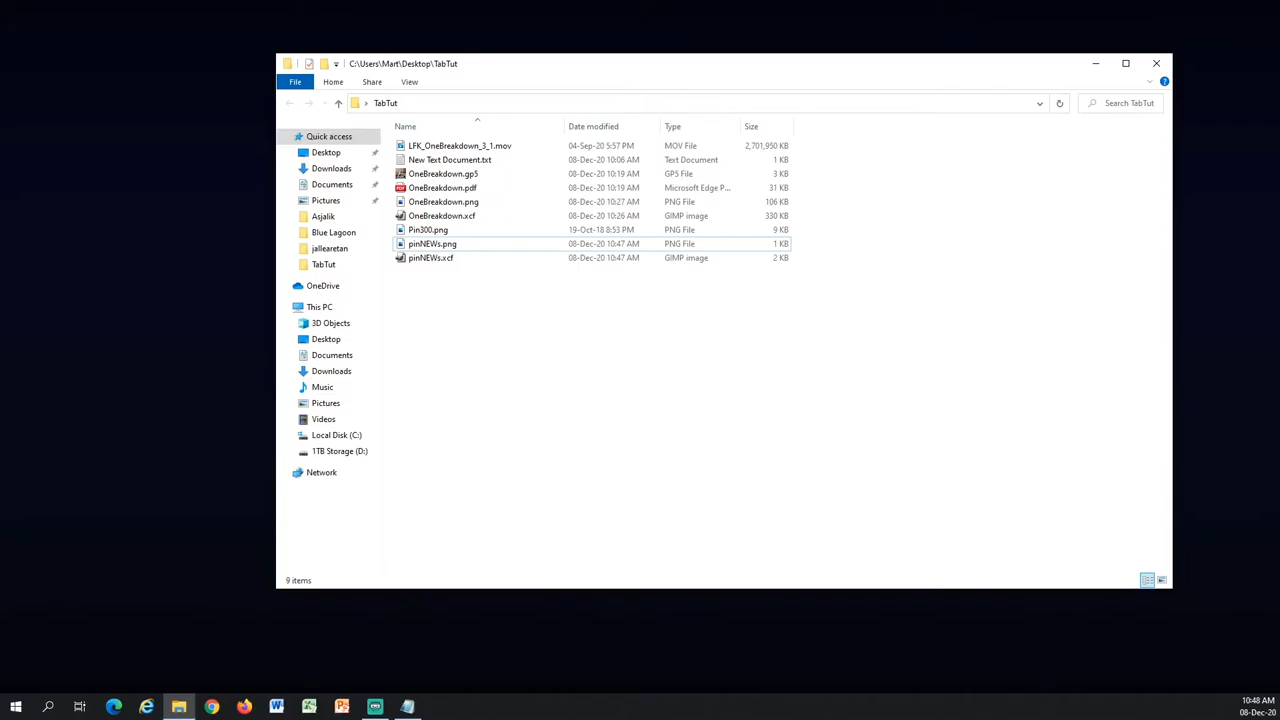 C:\Users\Mart\Desktop\TabTut
File Home Share View
TabTut
Search TabTut
Name Date modified Type Size
Quick access
Desktop
Downloads
Documents
Pictures
Asjalik
Blue Lagoon
jallearetan
TabTut
OneDrive
This PC
3D Objects
Desktop
Documents
Downloads
Music
Pictures
Videos
Local Disk (C:)
1TB Storage (D:)
Network
LFK_OneBreakdown_3_1.mov 04-Sep-20 5:57 PM MOV File 2,701,950 KB
New Text Document.txt 08-Dec-20 10:06 AM Text Document 1 KB
OneBreakdown.gp5 08-Dec-20 10:19 AM GP5 File 3 KB
OneBreakdown.pdf 08-Dec-20 10:19 AM Microsoft Edge P... 31 KB
OneBreakdown.png 08-Dec-20 10:27 AM PNG File 106 KB
OneBreakdown.xcf 08-Dec-20 10:26 AM GIMP image 330 KB
Pin300.png 19-Oct-18 8:53 PM PNG File 9 KB
pinNEWs.png 08-Dec-20 10:47 AM PNG File 1 KB
pinNEWs.xcf 08-Dec-20 10:47 AM GIMP image 2 KB
9 items
10:48 AM
08-Dec-20